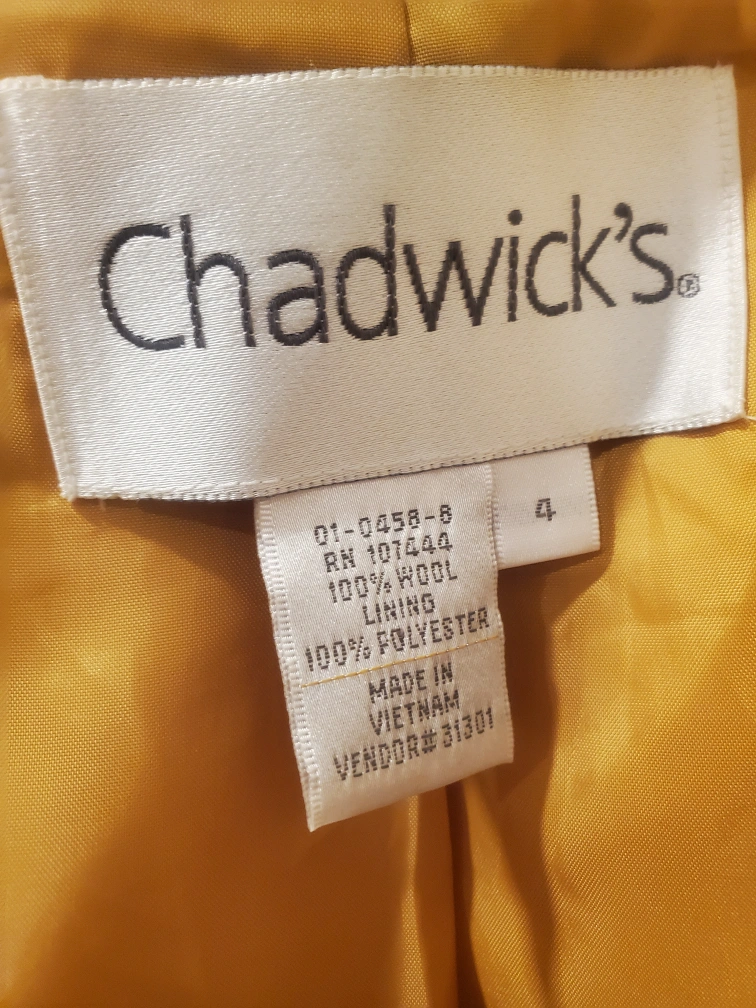 Chadwick's®
4
01-0458-8
RN 107444
100% WOOL
LINING
100% POLYESTER
MADE IN
VIETNAM
VENDOR# 31301